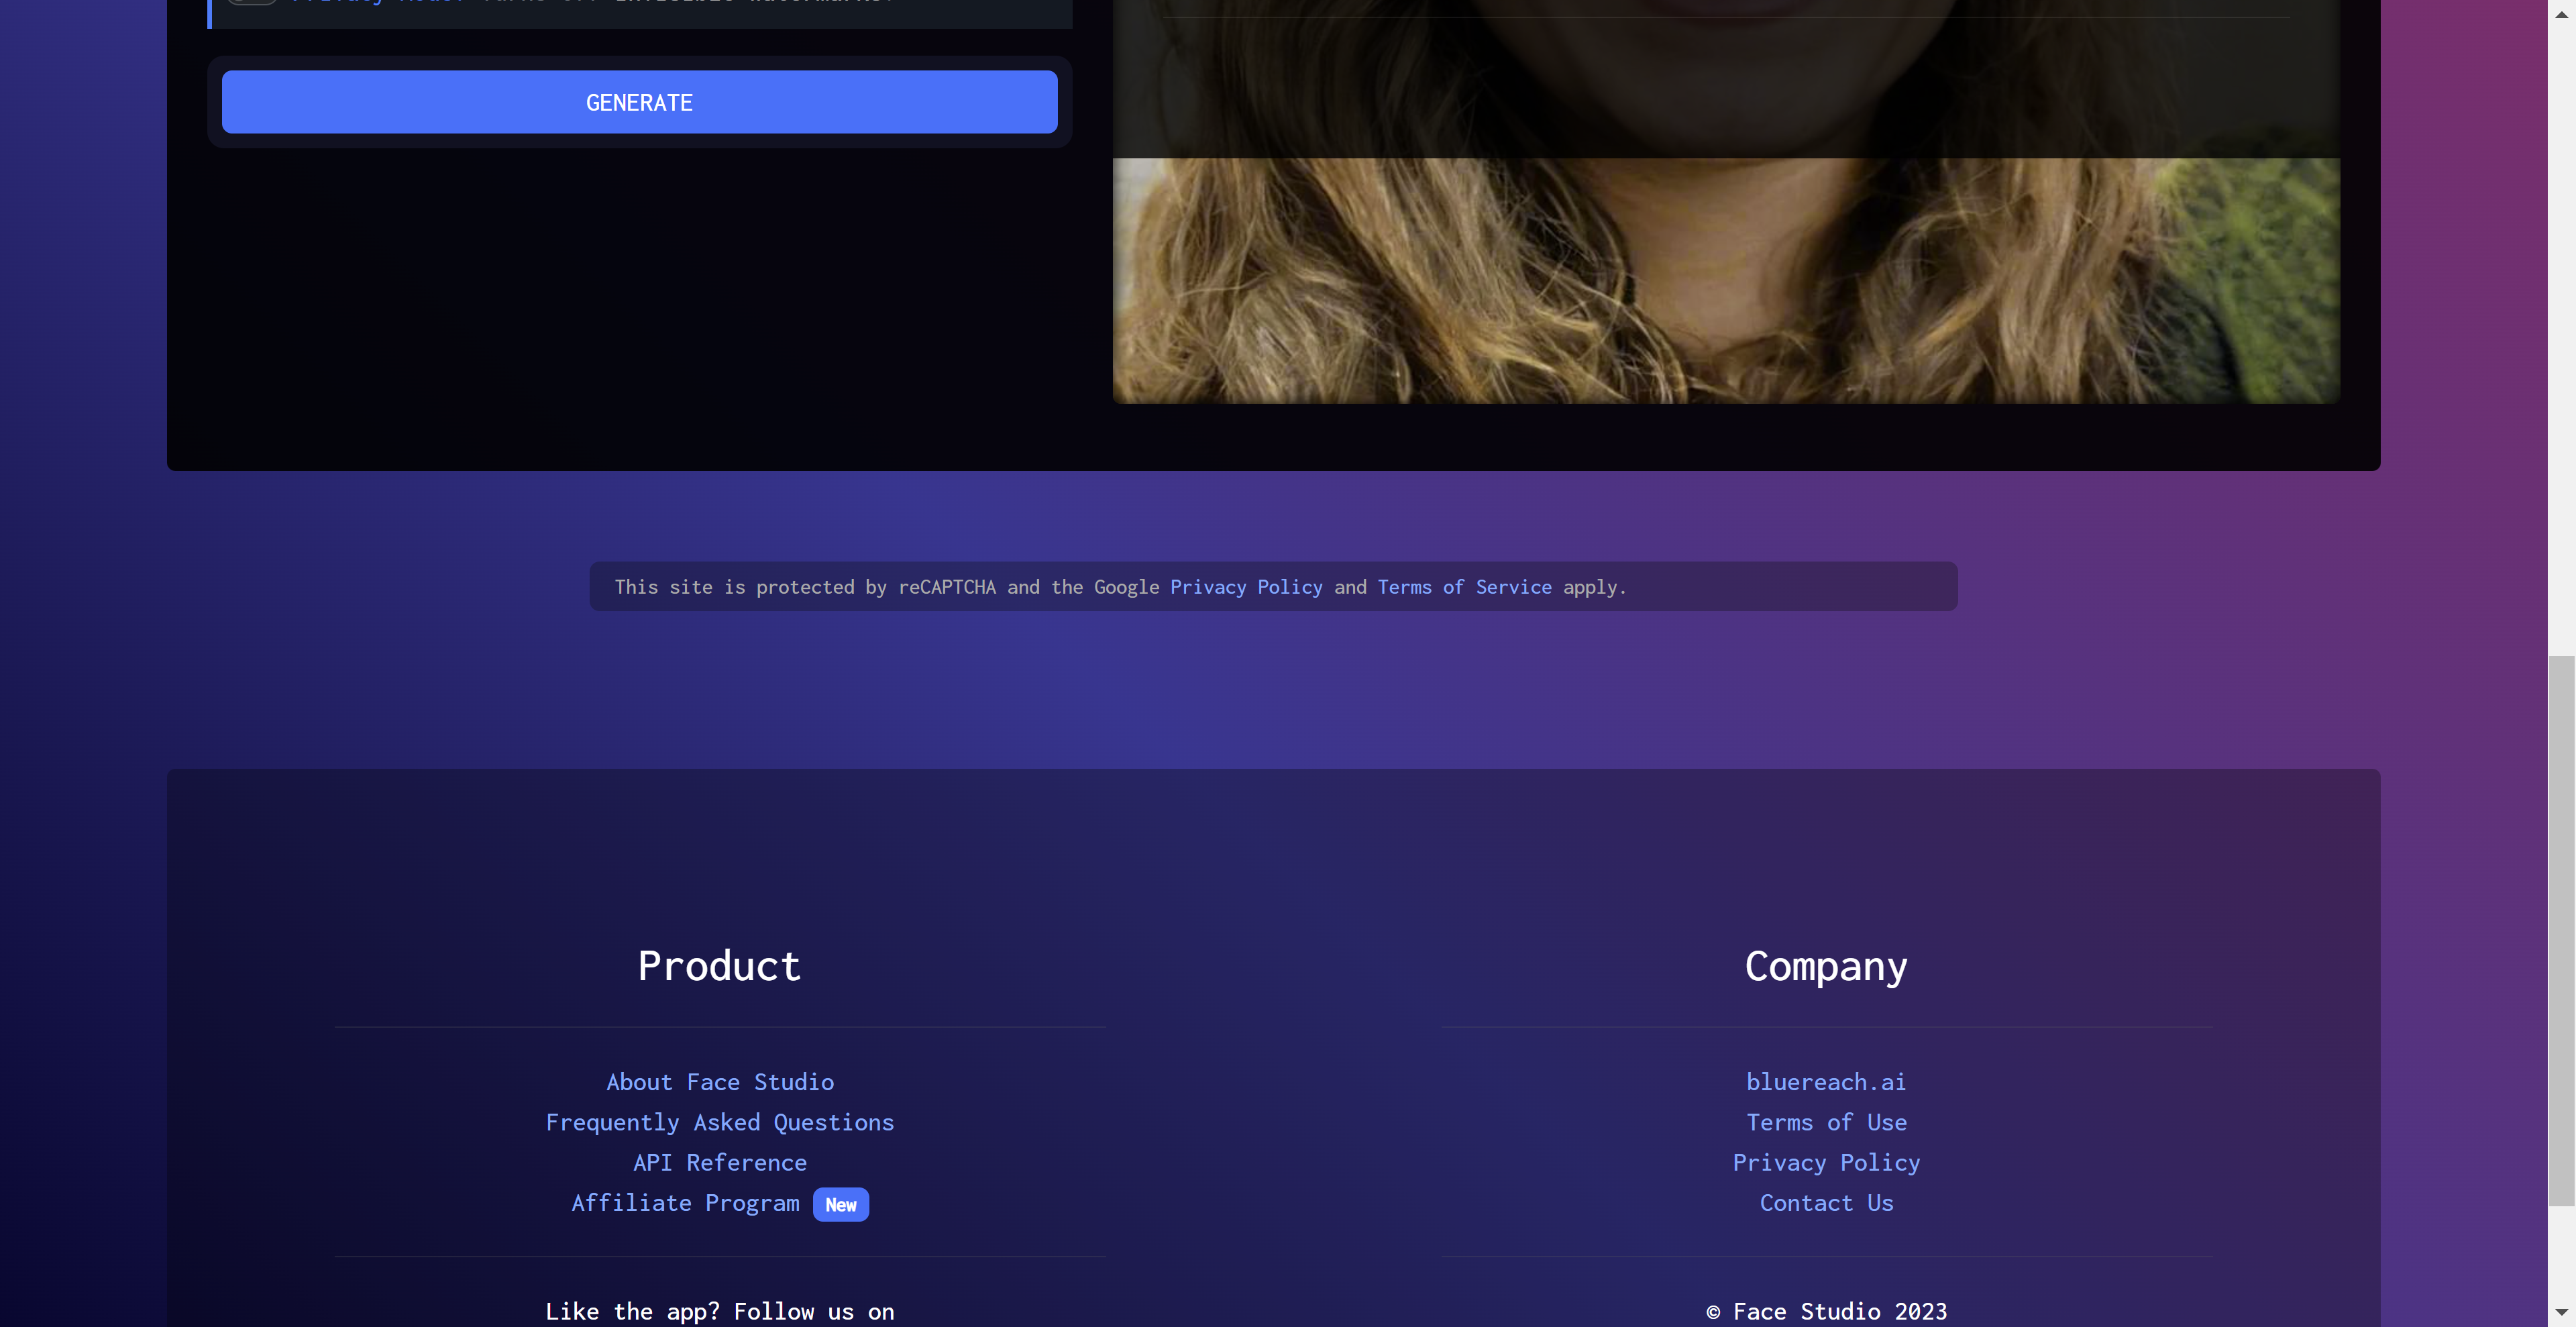 GENERATE
This site is protected by reCAPTCHA and the Google Privacy Policy and Terms of Service apply.
Product
Company
About Face Studio
Frequently Asked Questions
API Reference
Affiliate Program New
bluereach.ai
Terms of Use
Privacy Policy
Contact Us
Like the app? Follow us on
© Face Studio 2023